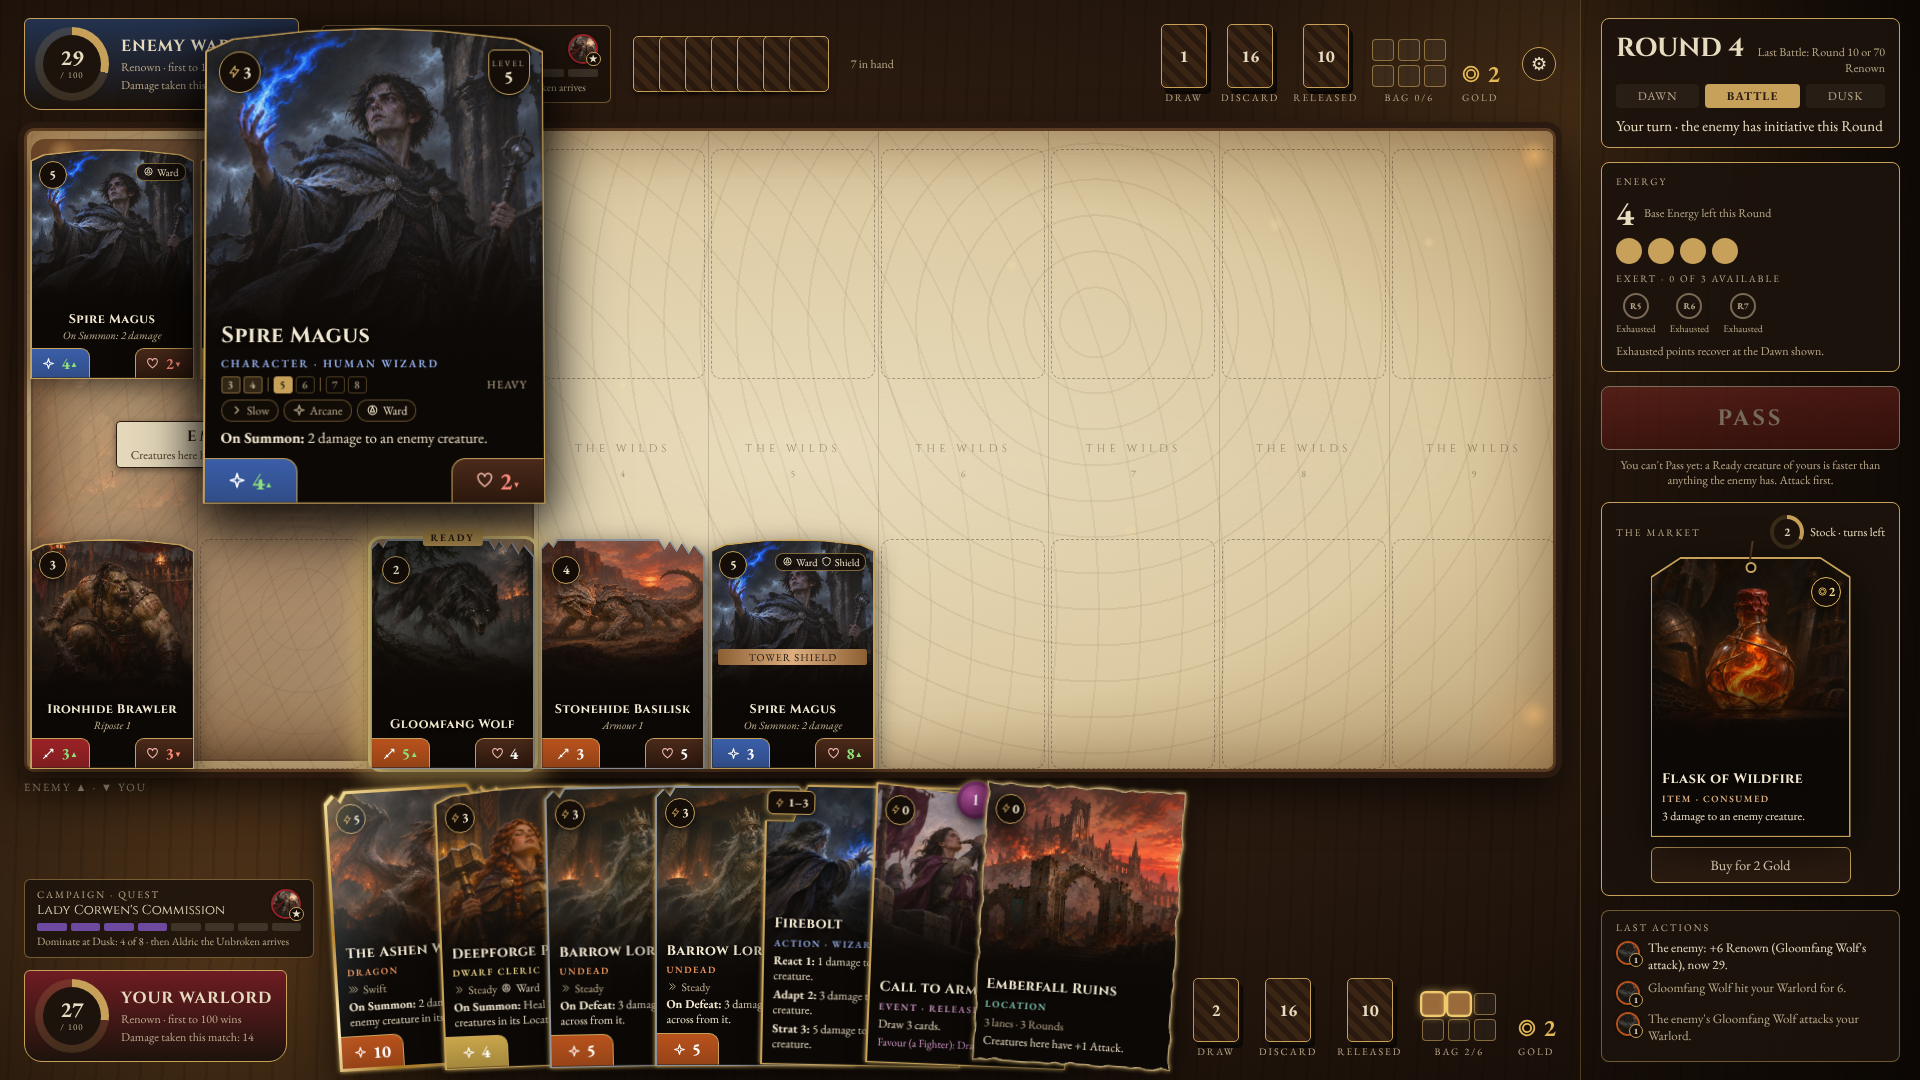 29
/ 100
ENEMY WA
Renown · first to 1
Damage taken this
en arrives
7 in hand
1
DRAW
16
DISCARD
10
RELEASED
BAG 0/6
2
GOLD
5
Ward
SPIRE MAGUS
On Summon: 2 damage
4
2
3
LEVEL
5
SPIRE MAGUS
CHARACTER · HUMAN WIZARD
3 4 | 5 6 | 7 8
HEAVY
Slow
Arcane
Ward
On Summon: 2 damage to an enemy creature.
4
2
Creatures here
THE WILDS
4
THE WILDS
5
THE WILDS
6
THE WILDS
7
THE WILDS
8
THE WILDS
9
3
IRONHIDE BRAWLER
Riposte 1
3
3
READY
2
GLOOMFANG WOLF
5
4
4
STONEHIDE BASILISK
Armour 1
3
5
5
Ward Shield
TOWER SHIELD
SPIRE MAGUS
On Summon: 2 damage
3
8
ENEMY ▲ · ▼ YOU
CAMPAIGN · QUEST
LADY CORWEN'S COMMISSION
Dominate at Dusk: 4 of 8 · then Aldric the Unbroken arrives
27
/ 100
YOUR WARLORD
Renown · first to 100 wins
Damage taken this match: 14
5
THE ASHEN W
DRAGON
Swift
On Summon: 2 dam
enemy creature in its
10
3
DEEPFORGE P
DWARF CLERIC
Steady Ward
On Summon: Heal
creatures in its Locat
4
3
BARROW LOR
UNDEAD
Steady
On Defeat: 3 damag
across from it.
5
3
BARROW LOR
UNDEAD
Steady
On Defeat: 3 damag
across from it.
5
1–3
FIREBOLT
ACTION · WIZAR
React 1: 1 damage to
creature.
Adapt 2: 3 damage
creature.
Strat 3: 5 damage to
creature.
0
1
CALL TO ARM
EVENT · RELEAS
Draw 3 cards.
Favour (a Fighter): Dra
0
EMBERFALL RUINS
LOCATION
3 lanes · 3 Rounds
Creatures here have +1 Attack.
2
DRAW
16
DISCARD
10
RELEASED
BAG 2/6
2
GOLD
ROUND 4
Last Battle: Round 10 or 70
Renown
DAWN
BATTLE
DUSK
Your turn · the enemy has initiative this Round
ENERGY
4 Base Energy left this Round
EXERT · 0 OF 3 AVAILABLE
R5 R6 R7
Exhausted Exhausted Exhausted
Exhausted points recover at the Dawn shown.
PASS
You can't Pass yet: a Ready creature of yours is faster than
anything the enemy has. Attack first.
THE MARKET
2 Stock · turns left
2
FLASK OF WILDFIRE
ITEM · CONSUMED
3 damage to an enemy creature.
Buy for 2 Gold
LAST ACTIONS
The enemy: +6 Renown (Gloomfang Wolf's
attack), now 29.
1
Gloomfang Wolf hit your Warlord for 6.
1
The enemy's Gloomfang Wolf attacks your
Warlord.
1